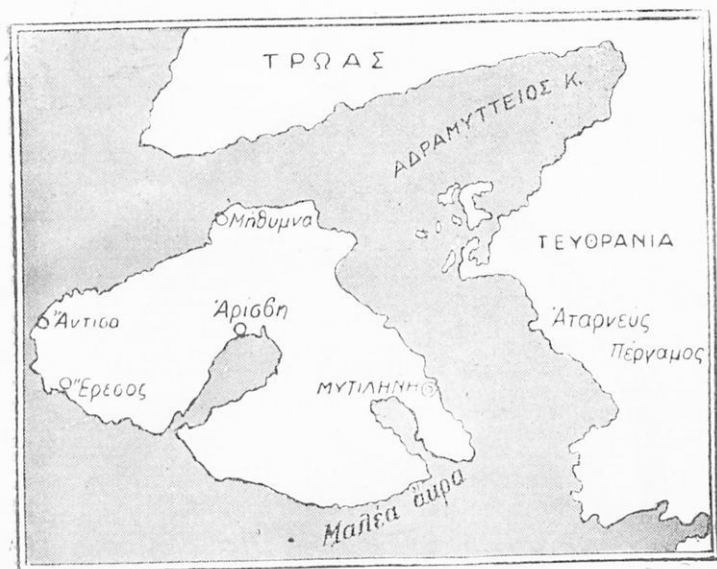 ΤΡΩΑΣ
ΑΔΡΑΜΥΤΤΕΙΟΣ Κ.
Μήθυμνα
ΤΕΥΘΡΑΝΙΑ
Ἄντισα
Ἀρίσβη
Ἀταρνεύς
Πέργαμος
Ἔρεσος
ΜΥΤΙΛΗΝΗ
Μαλέα ἄκρα